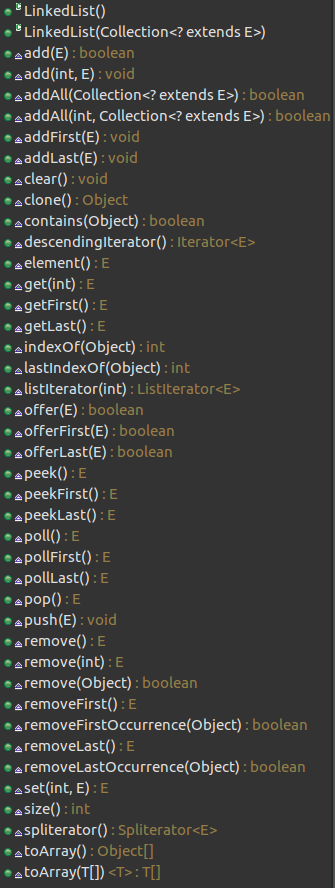 LinkedList()
LinkedList(Collection<? extends E>)
add(E) : boolean
add(int, E) : void
addAll(Collection<? extends E>) : boolean
addAll(int, Collection<? extends E>) : boolean
addFirst(E) : void
addLast(E) : void
clear() : void
clone() : Object
contains(Object) : boolean
descendingIterator() : Iterator<E>
element() : E
get(int) : E
getFirst() : E
getLast() : E
indexOf(Object) : int
lastIndexOf(Object) : int
listIterator(int) : ListIterator<E>
offer(E) : boolean
offerFirst(E) : boolean
offerLast(E) : boolean
peek() : E
peekFirst() : E
peekLast() : E
poll() : E
pollFirst() : E
pollLast() : E
pop() : E
push(E) : void
remove() : E
remove(int) : E
remove(Object) : boolean
removeFirst() : E
removeFirstOccurrence(Object) : boolean
removeLast() : E
removeLastOccurrence(Object) : boolean
set(int, E) : E
size() : int
spliterator() : Spliterator<E>
toArray() : Object[]
toArray(T[]) <T> : T[]